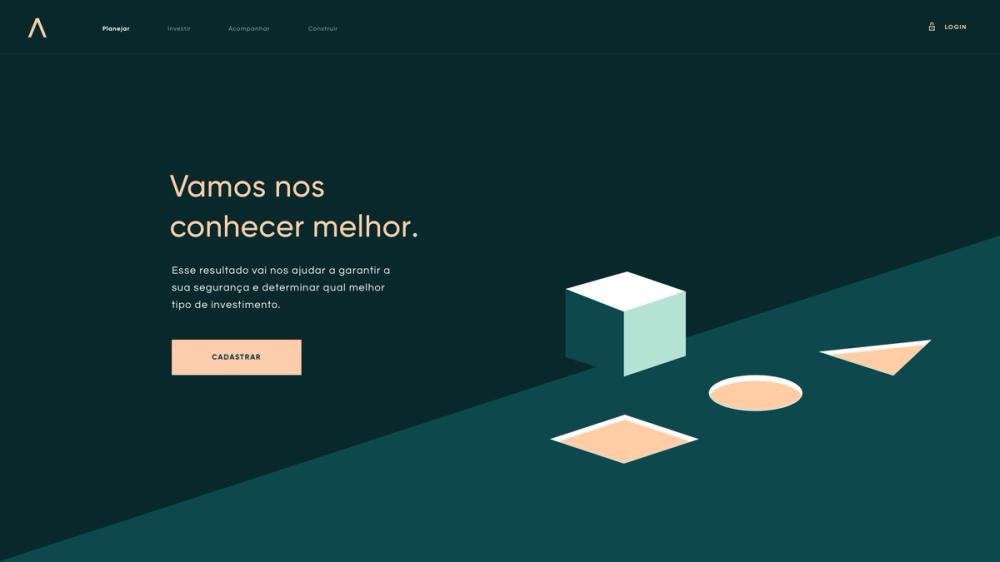 Planejar Investir Acompanhar Construir LOGIN
Vamos nos
conhecer melhor.
Esse resultado vai nos ajudar a garantir a
sua segurança e determinar qual melhor
tipo de investimento.
CADASTRAR